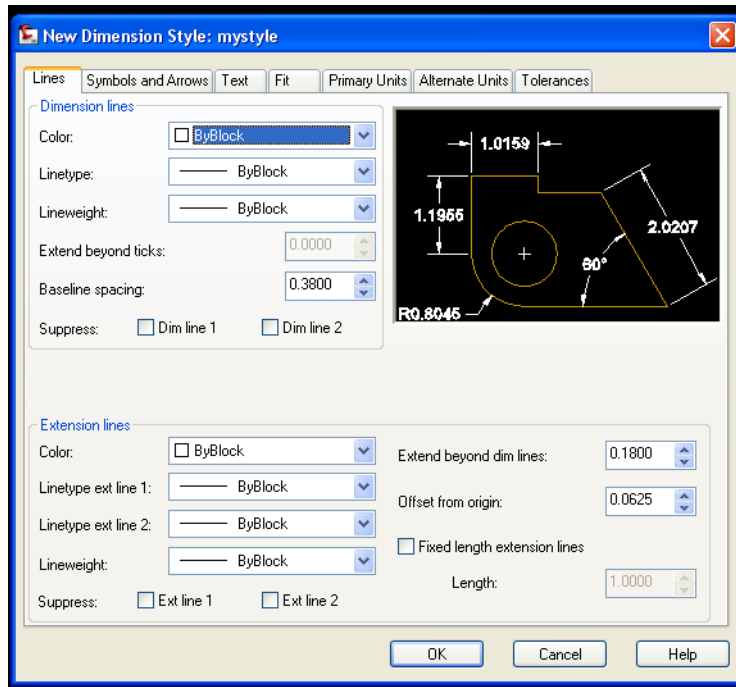 New Dimension Style: mystyle
Lines Symbols and Arrows Text Fit Primary Units Alternate Units Tolerances
Dimension lines
Color: ByBlock
Linetype: ByBlock
Lineweight: ByBlock
Extend beyond ticks: 0.0000
Baseline spacing: 0.3800
Suppress: Dim line 1 Dim line 2
1.0159
1.1955
2.0207
60°
R0.8045
Extension lines
Color: ByBlock
Linetype ext line 1: ByBlock
Linetype ext line 2: ByBlock
Lineweight: ByBlock
Suppress: Ext line 1 Ext line 2
Extend beyond dim lines: 0.1800
Offset from origin: 0.0625
Fixed length extension lines
Length: 1.0000
OK Cancel Help